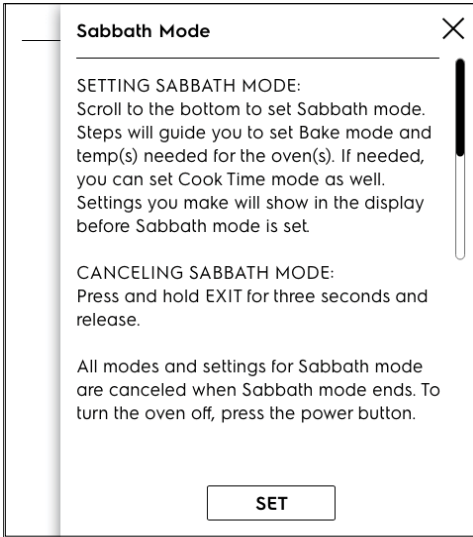 Sabbath Mode
SETTING SABBATH MODE:
Scroll to the bottom to set Sabbath mode.
Steps will guide you to set Bake mode and
temp(s) needed for the oven(s). If needed,
you can set Cook Time mode as well.
Settings you make will show in the display
before Sabbath mode is set.
CANCELING SABBATH MODE:
Press and hold EXIT for three seconds and
release.
All modes and settings for Sabbath mode
are canceled when Sabbath mode ends. To
turn the oven off, press the power button.
SET